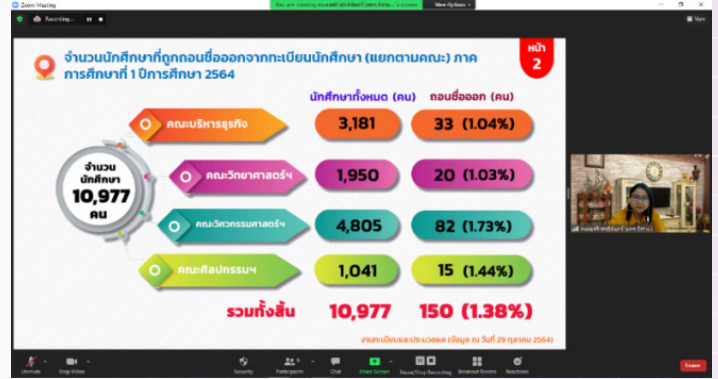 Zoom Meeting
You are viewing
's screen
View Options
Recording...
View
จำนวนนักศึกษาที่ถูกถอนชื่อออกจากทะเบียนนักศึกษา (แยกตามคณะ) ภาค
การศึกษาที่ 1 ปีการศึกษา 2564
หน้า
2
นักศึกษาทั้งหมด (คน) ถอนชื่อออก (คน)
คณะบริหารธุรกิจ 3,181 33 (1.04%)
จำนวน
นักศึกษา
10,977
คน
คณะวิทยาศาสตร์ฯ 1,950 20 (1.03%)
คณะวิศวกรรมศาสตร์ฯ 4,805 82 (1.73%)
คณะศิลปกรรมฯ 1,041 15 (1.44%)
รวมทั้งสิ้น 10,977 150 (1.38%)
งานทะเบียนและประมวลผล (ข้อมูล ณ วันที่ 29 ตุลาคม 2564)
Unmute Stop Video Security Participants Chat Share Screen Pause/Stop Recording Breakout Rooms Reactions Leave